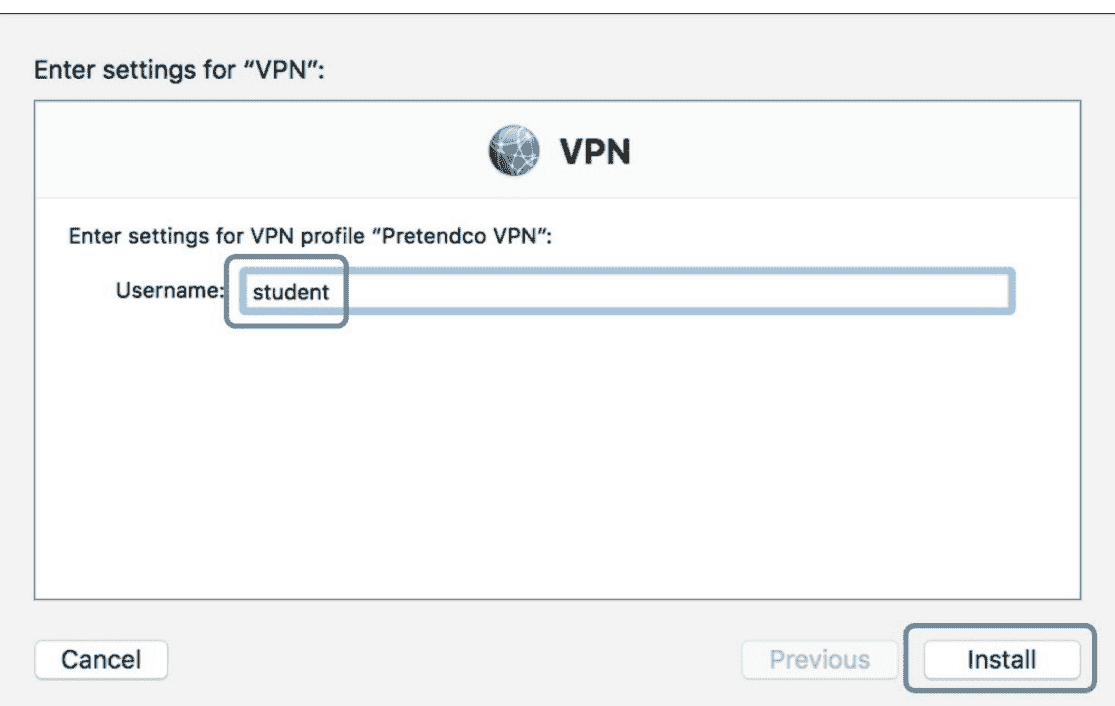 Enter settings for “VPN”:
VPN
Enter settings for VPN profile “Pretendco VPN”:
Username: student
Cancel Previous Install